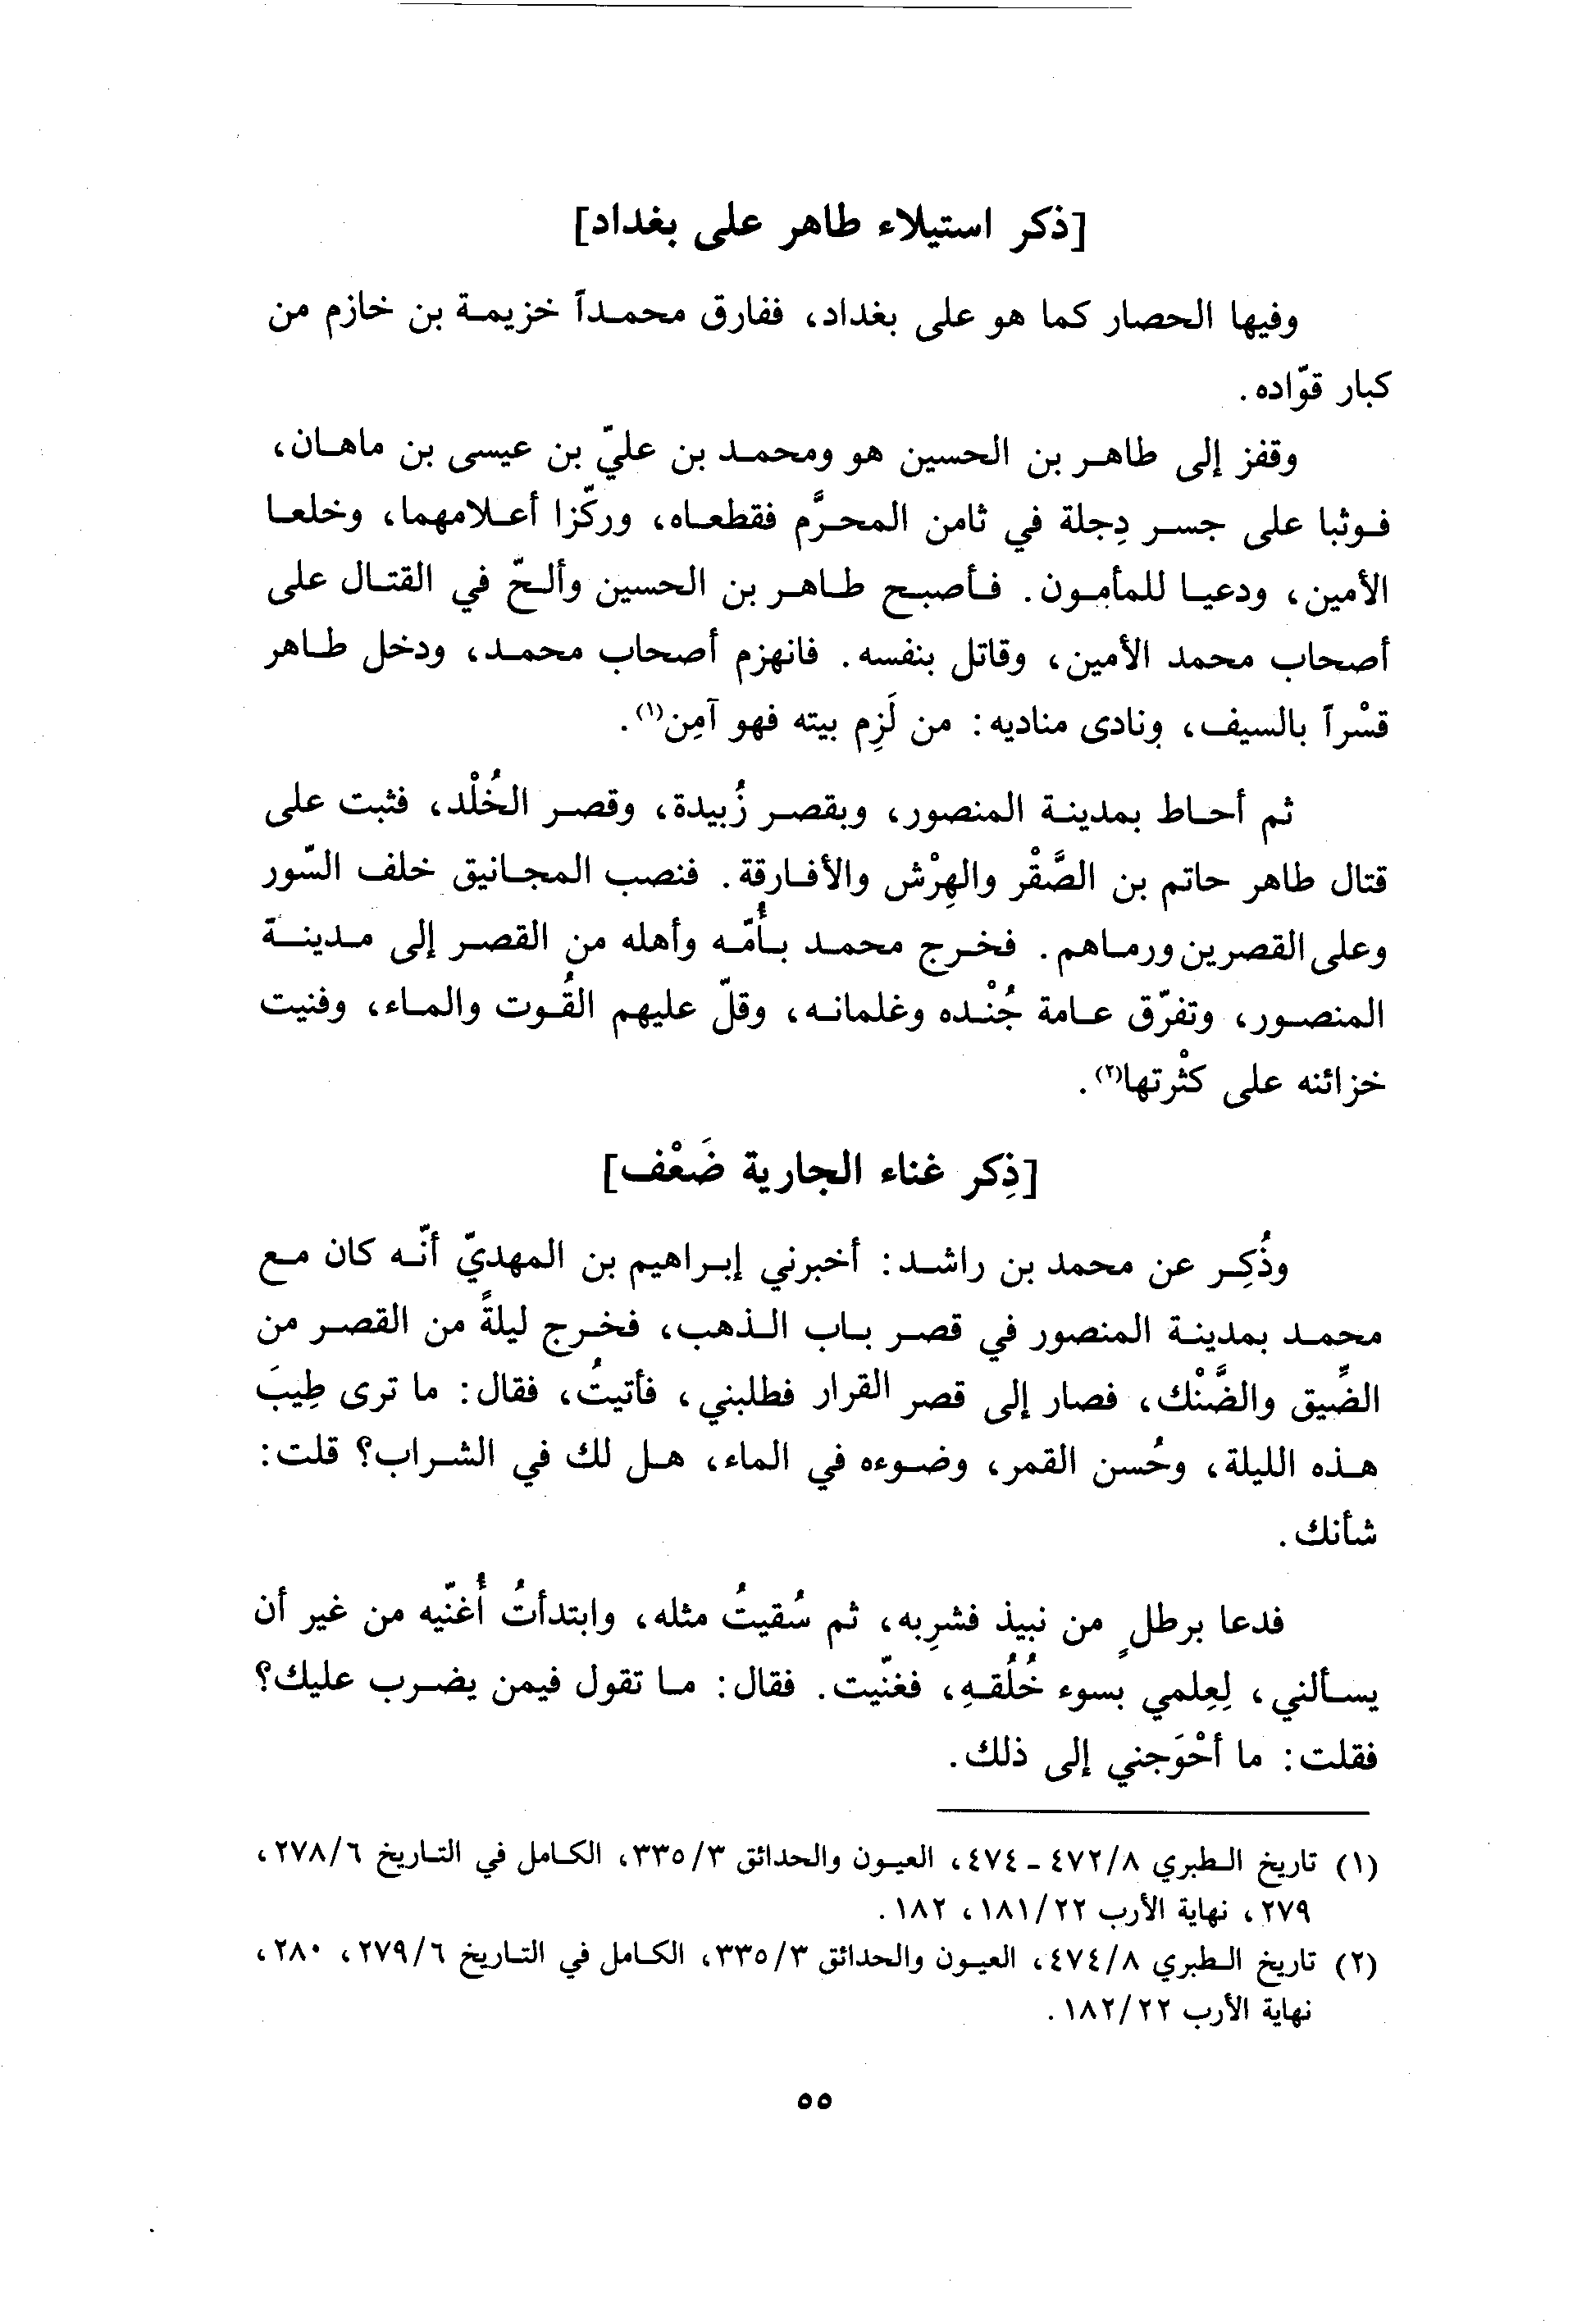 [ذكر استيلاء طاهر على بغداد]
وفيها الحصار كما هو على بغداد، ففارق محمداً خزيمة بن خازم من
كبار قوّاده.
وقفز إلى طاهر بن الحسين هو ومحمد بن عليّ بن عيسى بن ماهان،
فوثبا على جسر دِجلة في ثامن المحرَّم فقطعاه، وركّزا أعلامهما، وخلعا
الأمين، ودعيا للمأمون. فأصبح طاهر بن الحسين وألحّ في القتال على
أصحاب محمد الأمين، وقاتل بنفسه. فانهزم أصحاب محمد، ودخل طاهر
قسْراً بالسيف، ونادى مناديه: من لَزِم بيته فهو آمِن(١).
ثم أحاط بمدينة المنصور، وبقصر زُبيدة، وقصر الخُلْد، فثبت على
قتال طاهر حاتم بن الصَّقْر والهِرْش والأفارقة. فنصب المجانيق خلف السّور
وعلى القصرين ورماهم. فخرج محمد بأُمّه وأهله من القصر إلى مدينة
المنصور، وتفرّق عامة جُنْده وغلمانه، وقلّ عليهم القُوت والماء، وفنيت
خزائنه على كثْرتها(٢).
[ذِكر غناء الجارية ضَعْف]
وذُكِر عن محمد بن راشد: أخبرني إبراهيم بن المهديّ أنّه كان مع
محمد بمدينة المنصور في قصر باب الذهب، فخرج ليلةً من القصر من
الضِّيق والضَّنْك، فصار إلى قصر القرار فطلبني، فأتيتُ، فقال: ما ترى طِيبَ
هذه الليلة، وحُسن القمر، وضوءه في الماء، هل لك في الشراب؟ قلت:
شأنك.
فدعا برطلٍ من نبيذ فشرِبه، ثم سُقيتُ مثله، وابتدأتُ أُغنّيه من غير أن
يسألني، لِعِلمي بسوء خُلُقهِ، فغنّيت. فقال: ما تقول فيمن يضرب عليك؟
فقلت: ما أحْوَجني إلى ذلك.
(١) تاريخ الطبري ٤٧٢/٨ - ٤٧٤، العيون والحدائق ٣٣٥/٣، الكامل في التاريخ ٢٧٨/٦،
٢٧٩، نهاية الأرب ١٨١/٢٢، ١٨٢.
(٢) تاريخ الطبري ٤٧٤/٨، العيون والحدائق ٣٣٥/٣، الكامل في التاريخ ٢٧٩/٦، ٢٨٠،
نهاية الأرب ١٨٢/٢٢.
٥٥